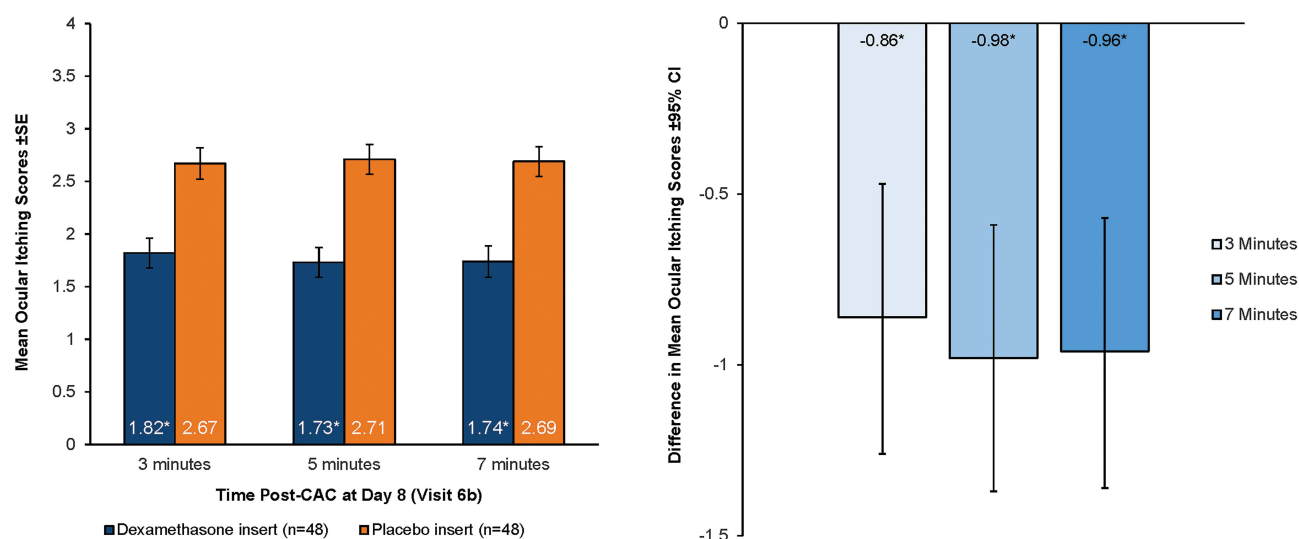 Mean Ocular Itching Scores ±SE
4
3.5
3
2.5
2
1.5
1
0.5
0
1.82* 2.67 1.73* 2.71 1.74* 2.69
3 minutes 5 minutes 7 minutes
Time Post-CAC at Day 8 (Visit 6b)
Dexamethasone insert (n=48) Placebo insert (n=48)
Difference in Mean Ocular Itching Scores ±95% CI
0
-0.5
-1
-1.5
-0.86* -0.98* -0.96*
3 Minutes
5 Minutes
7 Minutes